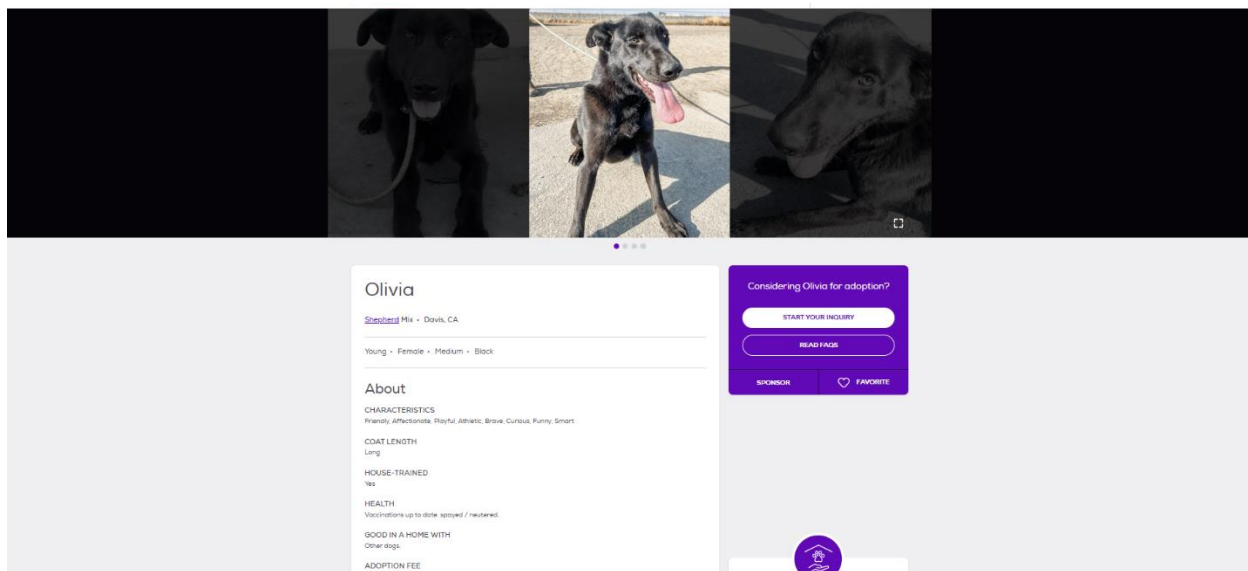 Olivia
Shepherd Mix • Davis, CA
Young • Female • Medium • Black
About
CHARACTERISTICS
Friendly, Affectionate, Playful, Athletic, Brave, Curious, Funny, Smart
COAT LENGTH
Long
HOUSE-TRAINED
Yes
HEALTH
Vaccinations up to date, spayed / neutered.
GOOD IN A HOME WITH
Other dogs.
ADOPTION FEE
Considering Olivia for adoption?
START YOUR INQUIRY
READ FAQS
SPONSOR
FAVORITE